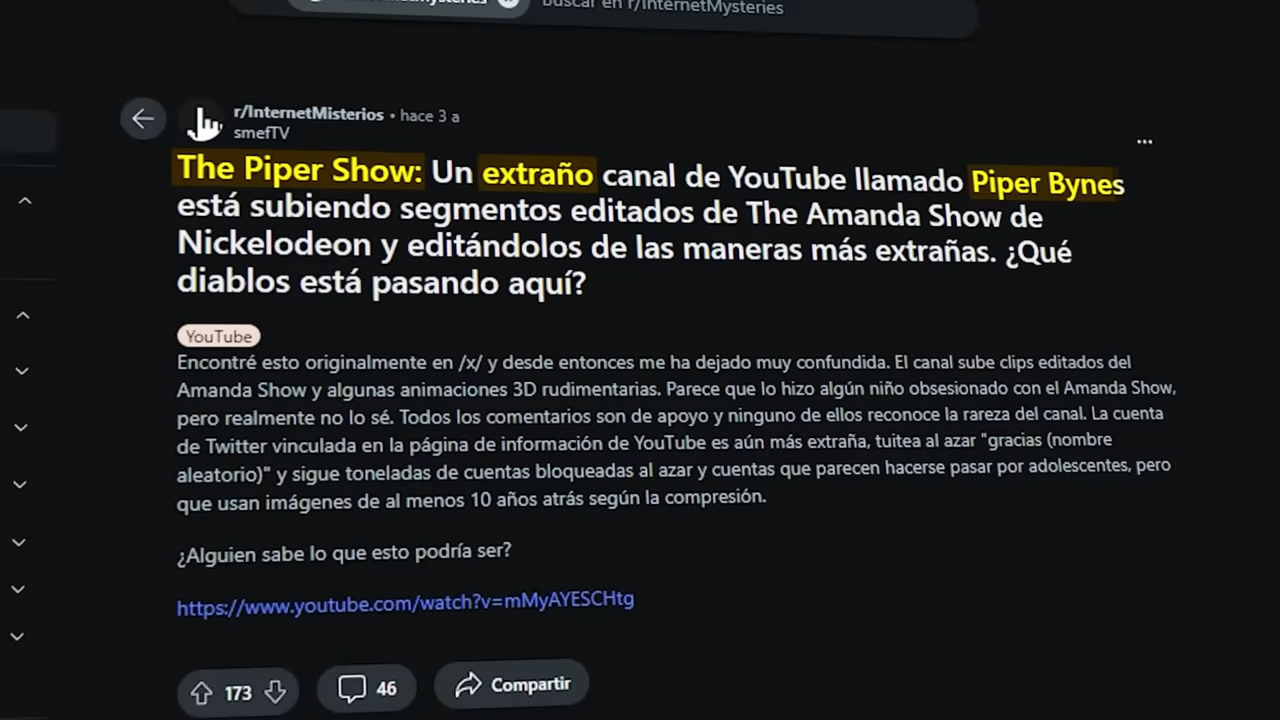 Buscar en r/InternetMysteries
r/InternetMisterios • hace 3 a
smefTV
The Piper Show: Un extraño canal de YouTube llamado Piper Bynes
está subiendo segmentos editados de The Amanda Show de
Nickelodeon y editándolos de las maneras más extrañas. ¿Qué
diablos está pasando aquí?
YouTube
Encontré esto originalmente en /x/ y desde entonces me ha dejado muy confundida. El canal sube clips editados del
Amanda Show y algunas animaciones 3D rudimentarias. Parece que lo hizo algún niño obsesionado con el Amanda Show,
pero realmente no lo sé. Todos los comentarios son de apoyo y ninguno de ellos reconoce la rareza del canal. La cuenta
de Twitter vinculada en la página de información de YouTube es aún más extraña, tuitea al azar "gracias (nombre
aleatorio)" y sigue toneladas de cuentas bloqueadas al azar y cuentas que parecen hacerse pasar por adolescentes, pero
que usan imágenes de al menos 10 años atrás según la compresión.
¿Alguien sabe lo que esto podría ser?
https://www.youtube.com/watch?v=mMyAYESCHtg
173
46
Compartir